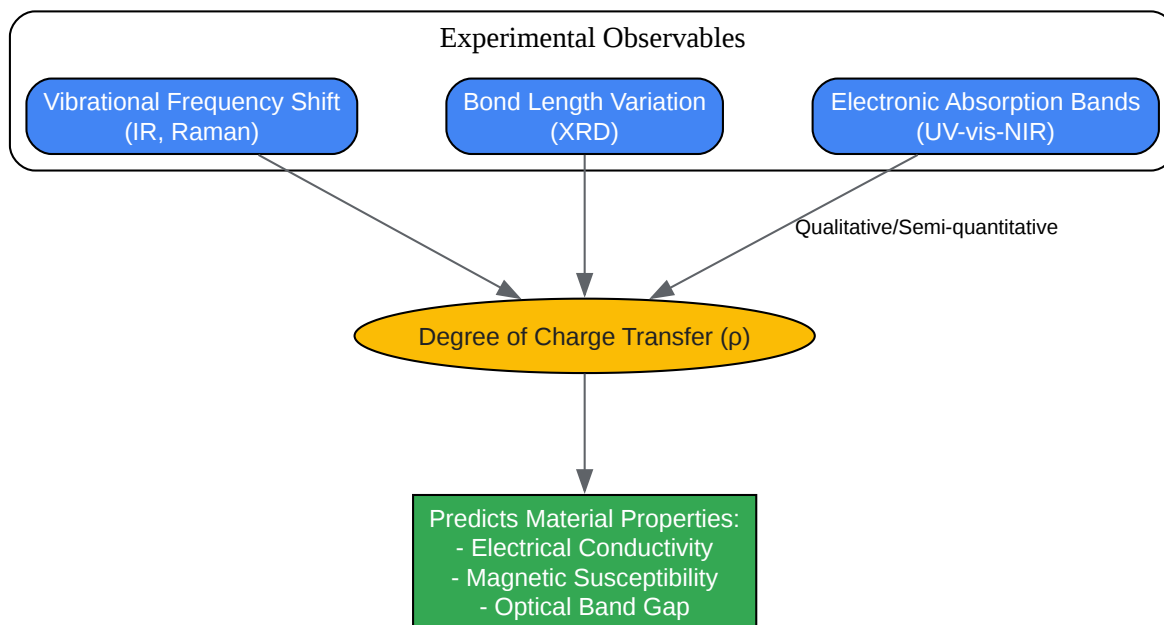 Experimental Observables
Vibrational Frequency Shift
(IR, Raman)
Bond Length Variation
(XRD)
Electronic Absorption Bands
(UV-vis-NIR)
Qualitative/Semi-quantitative
Degree of Charge Transfer (ρ)
Predicts Material Properties:
- Electrical Conductivity
- Magnetic Susceptibility
- Optical Band Gap